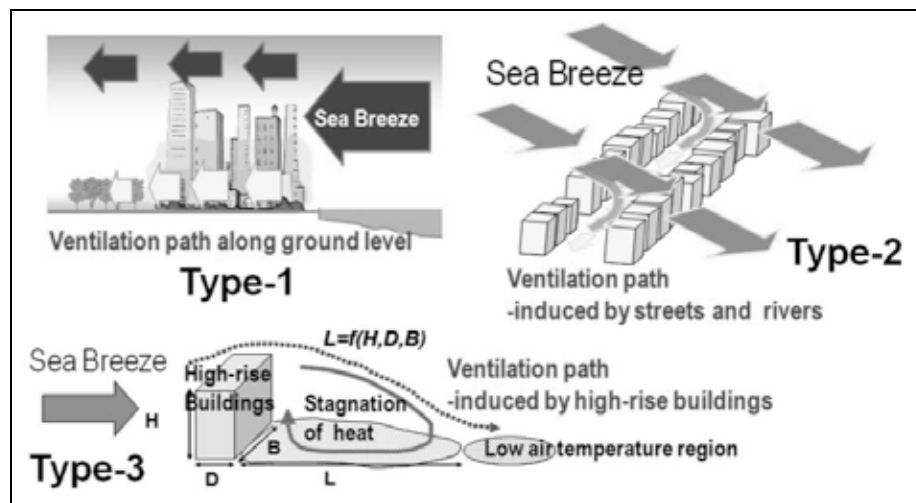 Sea Breeze
Ventilation path along ground level
Type-1
Sea Breeze
Type-2
Ventilation path
-induced by streets and rivers
Sea Breeze
H
Type-3
L=f(H,D,B)
High-rise
Buildings
Stagnation
of heat
B
D
L
Ventilation path
-induced by high-rise buildings
Low air temperature region